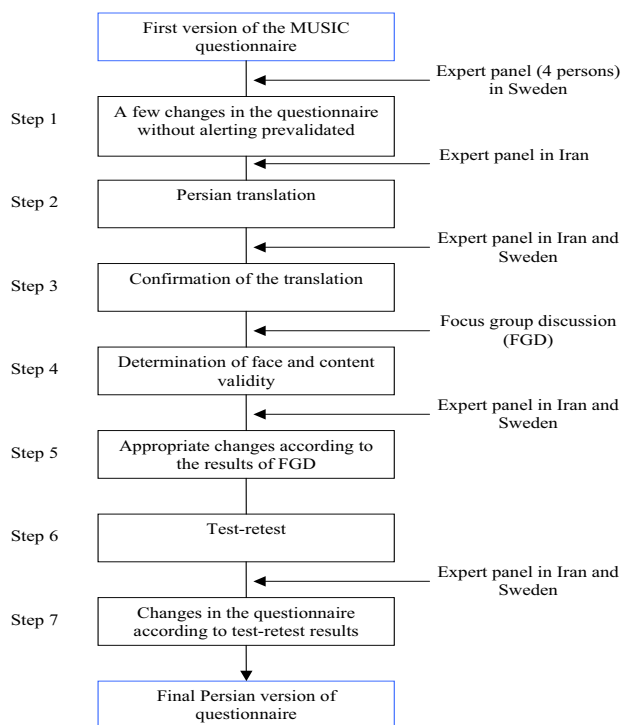 First version of the MUSIC
questionnaire
Expert panel (4 persons)
in Sweden
Step 1
A few changes in the questionnaire
without alerting prevalidated
Expert panel in Iran
Step 2
Persian translation
Expert panel in Iran and
Sweden
Step 3
Confirmation of the translation
Focus group discussion
(FGD)
Step 4
Determination of face and content
validity
Expert panel in Iran and
Sweden
Step 5
Appropriate changes according to
the results of FGD
Step 6
Test-retest
Expert panel in Iran and
Sweden
Step 7
Changes in the questionnaire
according to test-retest results
Final Persian version of
questionnaire